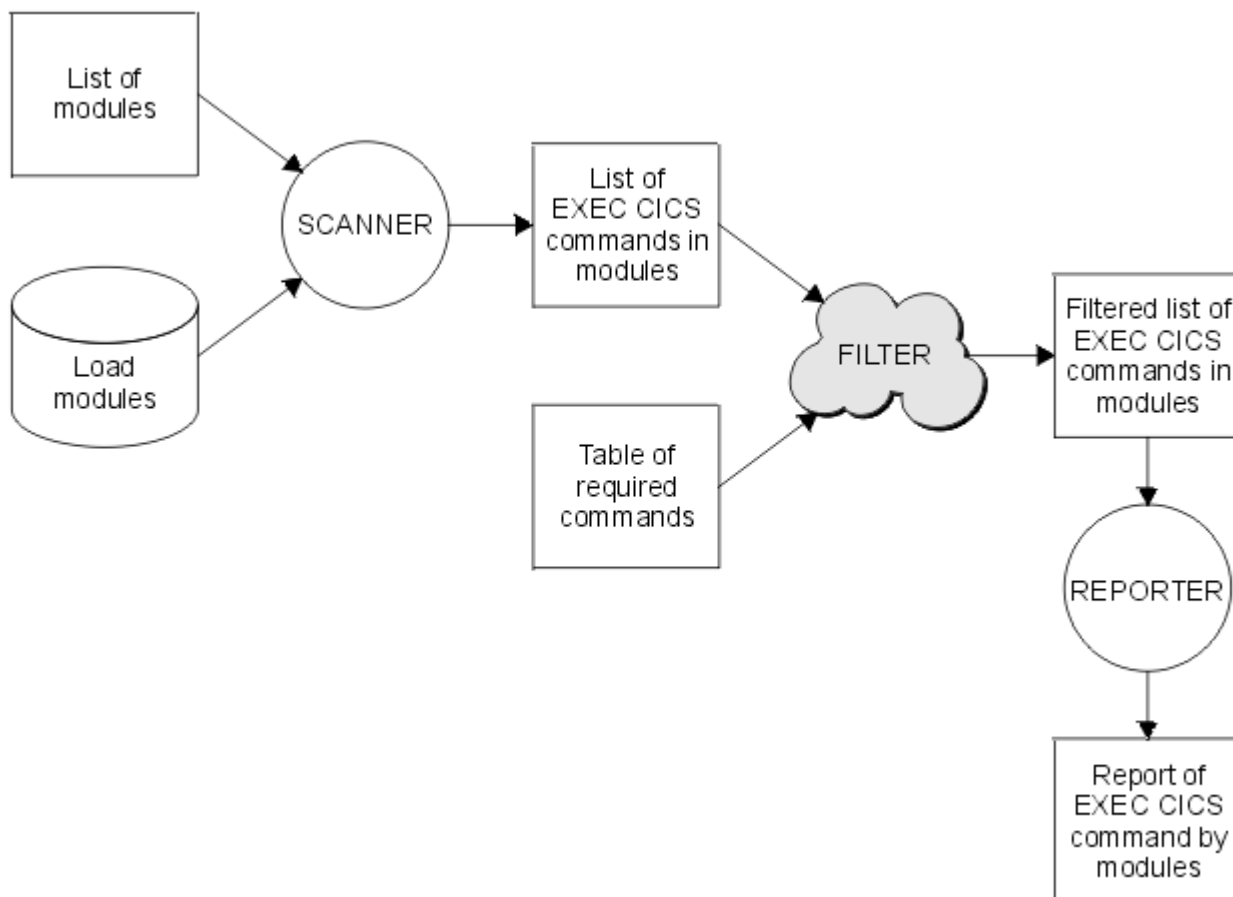 List of
modules
SCANNER
Load
modules
List of
EXEC CICS
commands in
modules
Table of
required
commands
FILTER
Filtered list of
EXEC CICS
commands in
modules
REPORTER
Report of
EXEC CICS
command by
modules